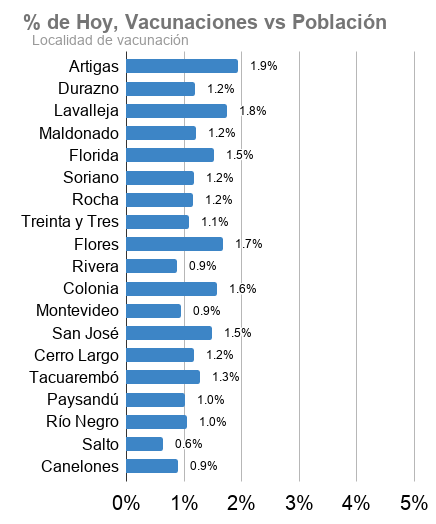 % de Hoy, Vacunaciones vs Población
Localidad de vacunación
Artigas 1.9%
Durazno 1.2%
Lavalleja 1.8%
Maldonado 1.2%
Florida 1.5%
Soriano 1.2%
Rocha 1.2%
Treinta y Tres 1.1%
Flores 1.7%
Rivera 0.9%
Colonia 1.6%
Montevideo 0.9%
San José 1.5%
Cerro Largo 1.2%
Tacuarembó 1.3%
Paysandú 1.0%
Río Negro 1.0%
Salto 0.6%
Canelones 0.9%
0% 1% 2% 3% 4% 5%